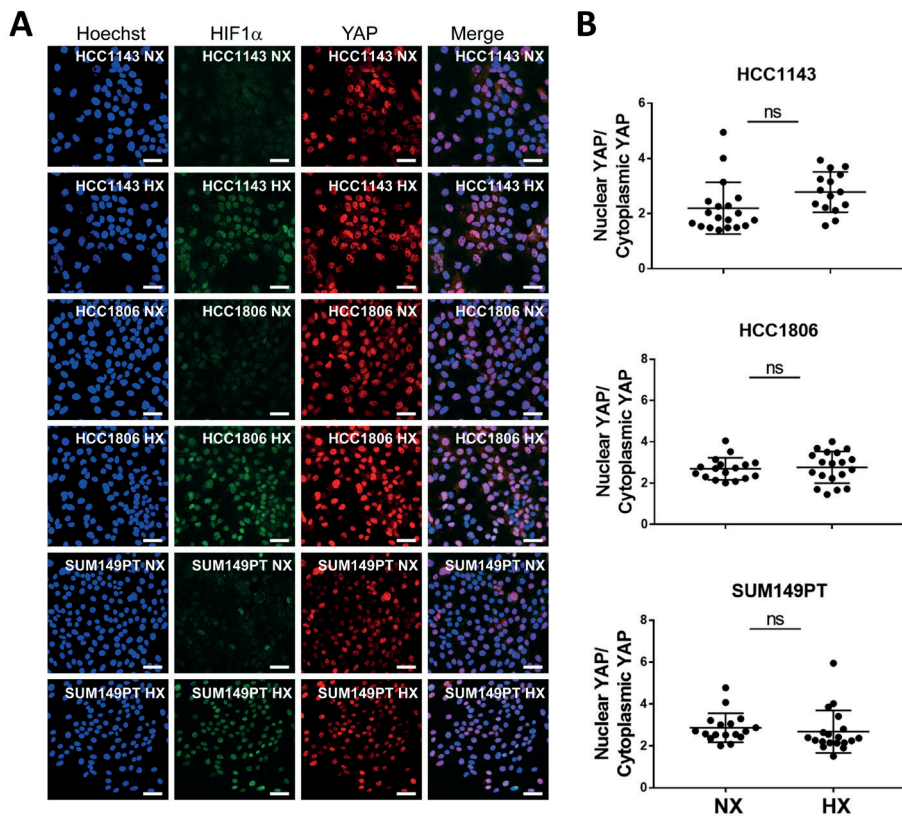 A
Hoechst HIF1α YAP Merge
HCC1143 NX HCC1143 NX HCC1143 NX HCC1143 NX
HCC1143 HX HCC1143 HX HCC1143 HX HCC1143 HX
HCC1806 NX HCC1806 NX HCC1806 NX HCC1806 NX
HCC1806 HX HCC1806 HX HCC1806 HX HCC1806 HX
SUM149PT NX SUM149PT NX SUM149PT NX SUM149PT NX
SUM149PT HX SUM149PT HX SUM149PT HX SUM149PT HX
B
HCC1143
ns
Nuclear YAP/
Cytoplasmic YAP
6
4
2
0
HCC1806
ns
Nuclear YAP/
Cytoplasmic YAP
8
6
4
2
0
SUM149PT
ns
Nuclear YAP/
Cytoplasmic YAP
8
6
4
2
0
NX HX